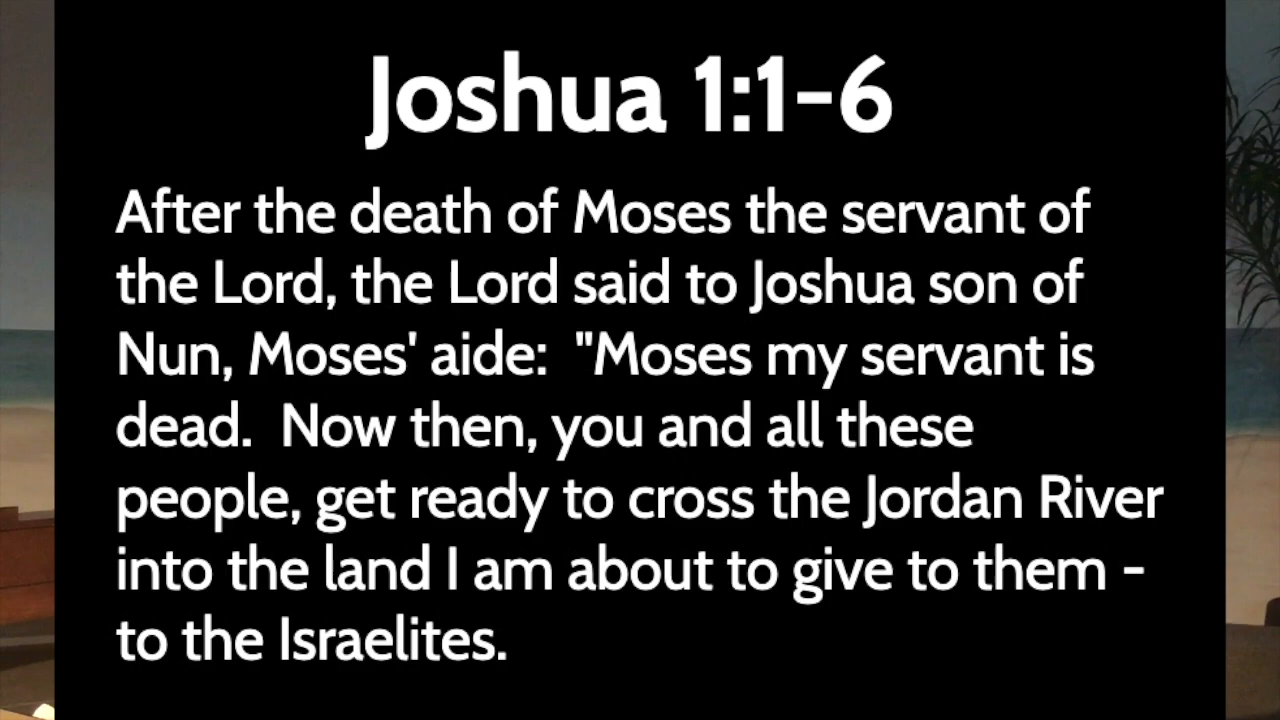 Joshua 1:1-6
After the death of Moses the servant of
the Lord, the Lord said to Joshua son of
Nun, Moses' aide:  "Moses my servant is
dead.  Now then, you and all these
people, get ready to cross the Jordan River
into the land I am about to give to them -
to the Israelites.